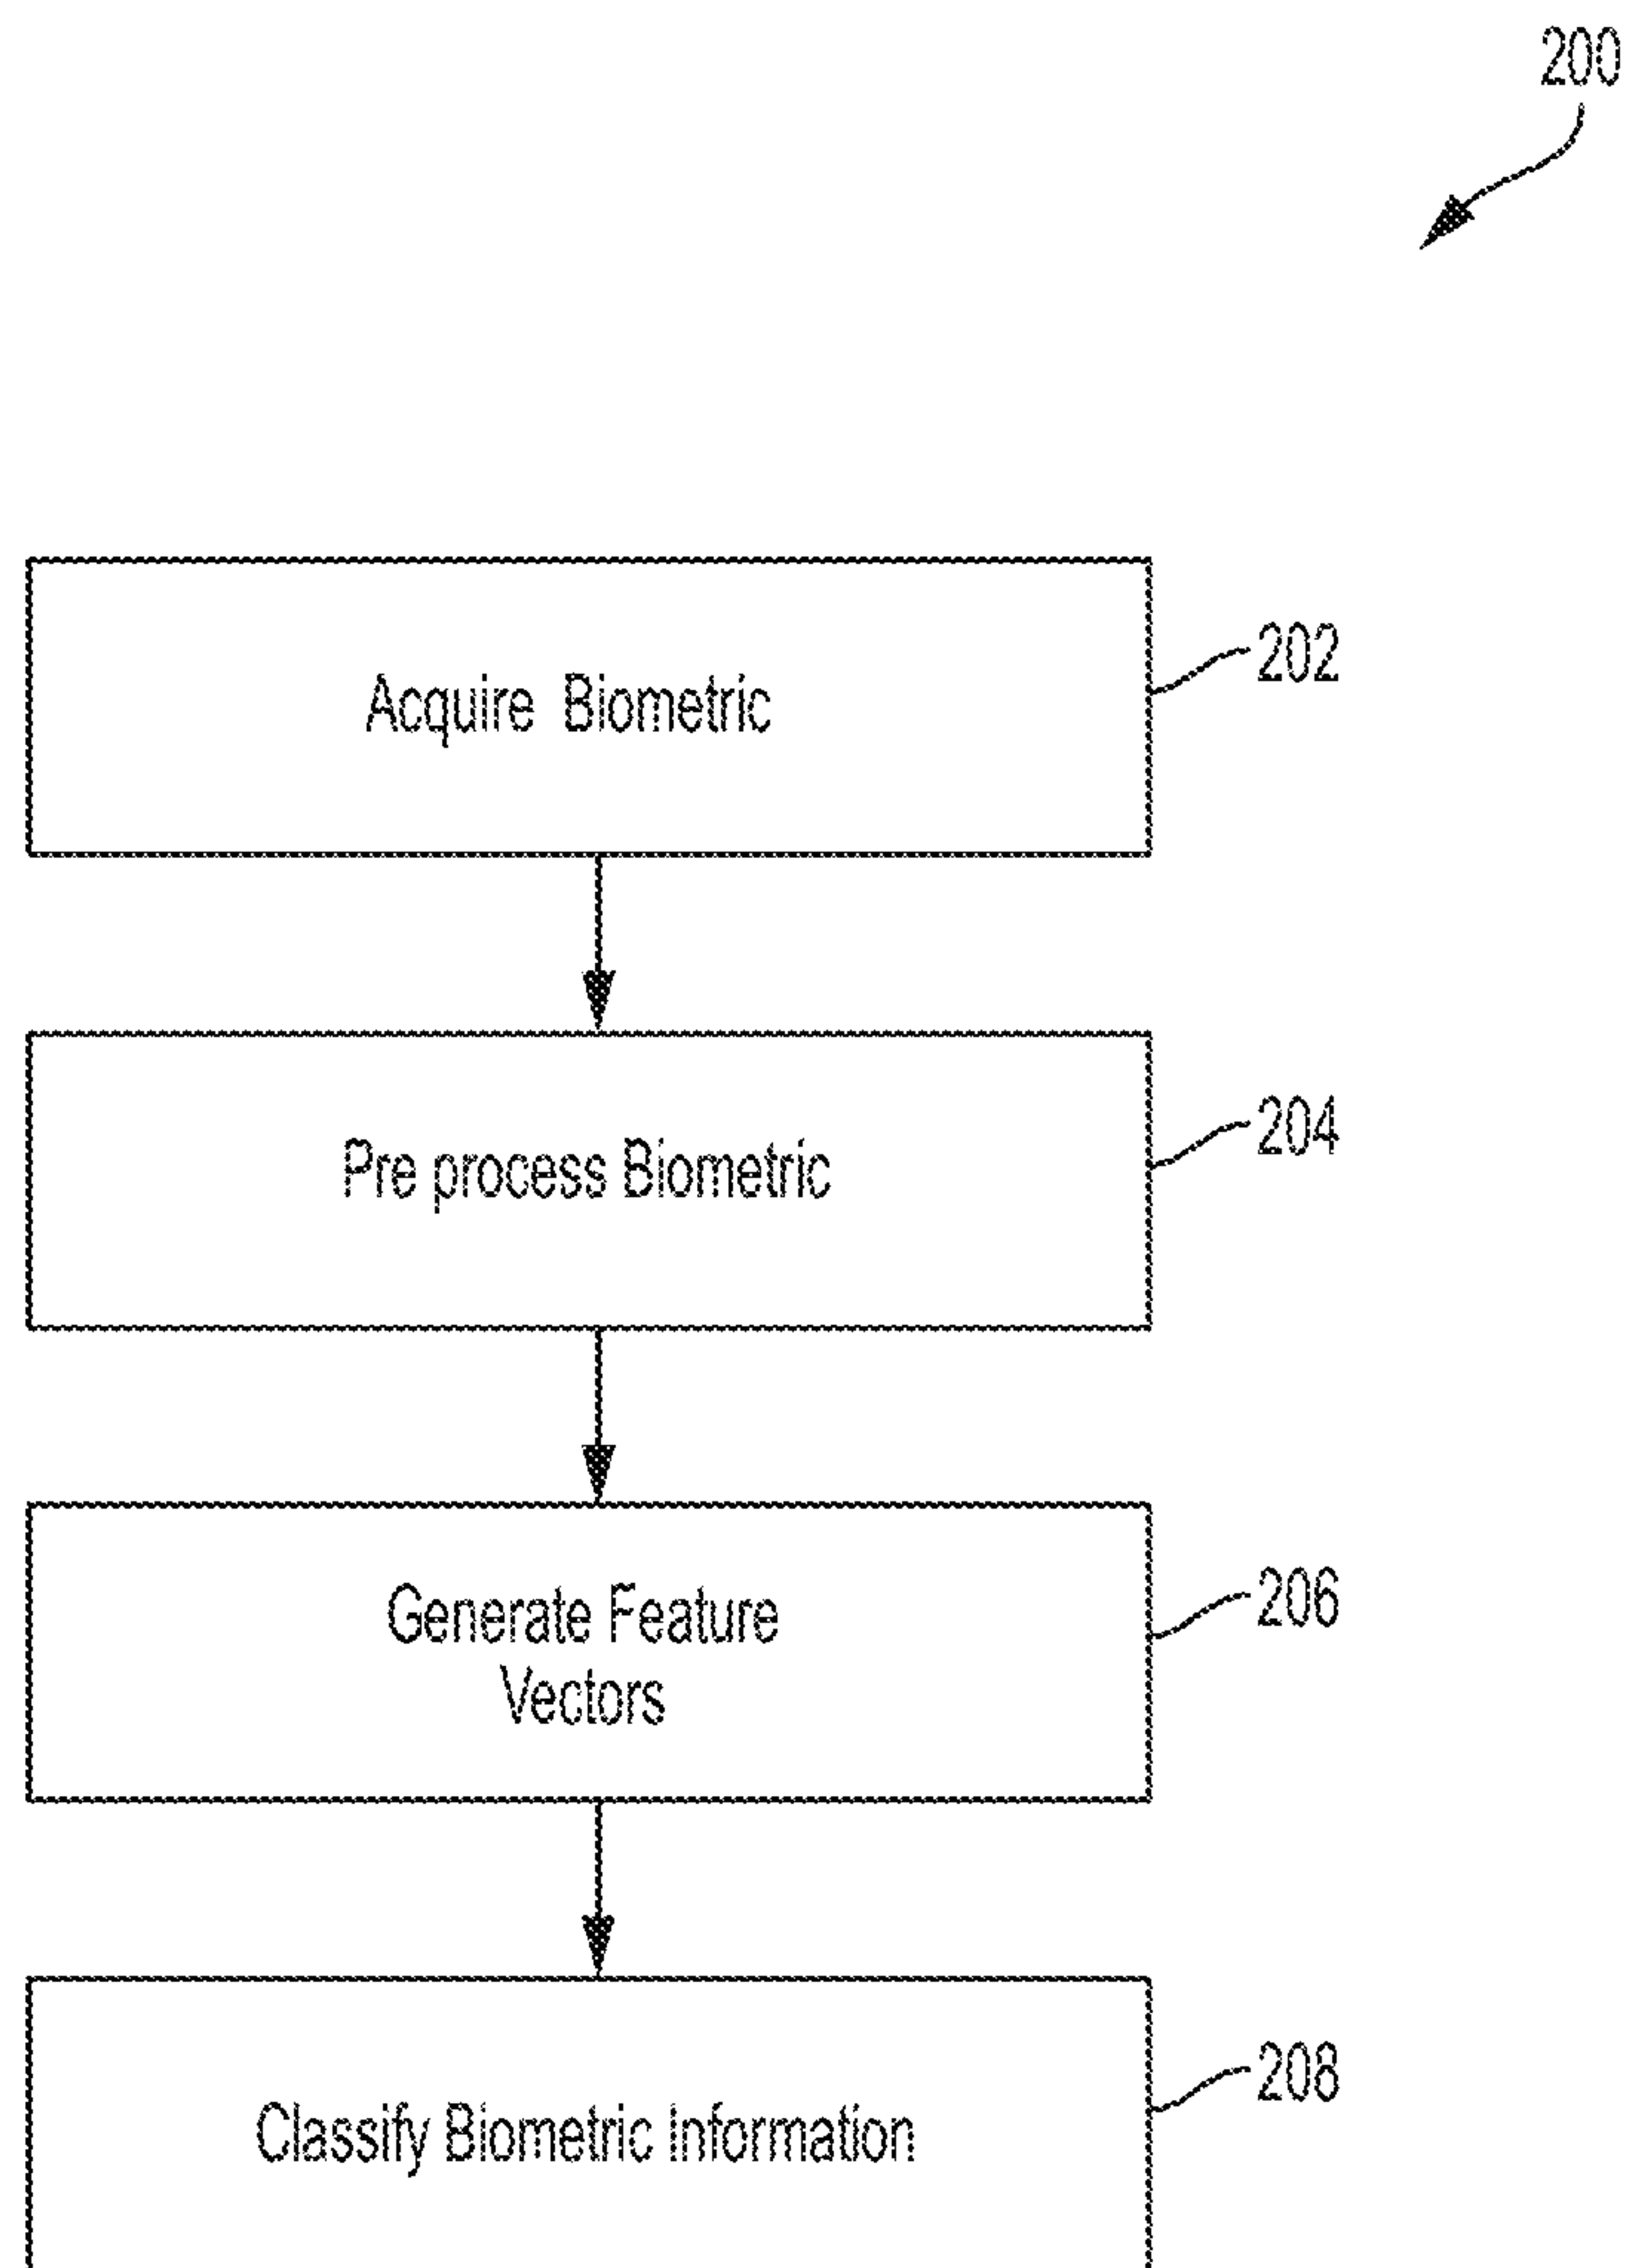 200
Acquire Biometric
202
Pre process Biometric
204
Generate Feature
Vectors
206
Classify Biometric Information
208